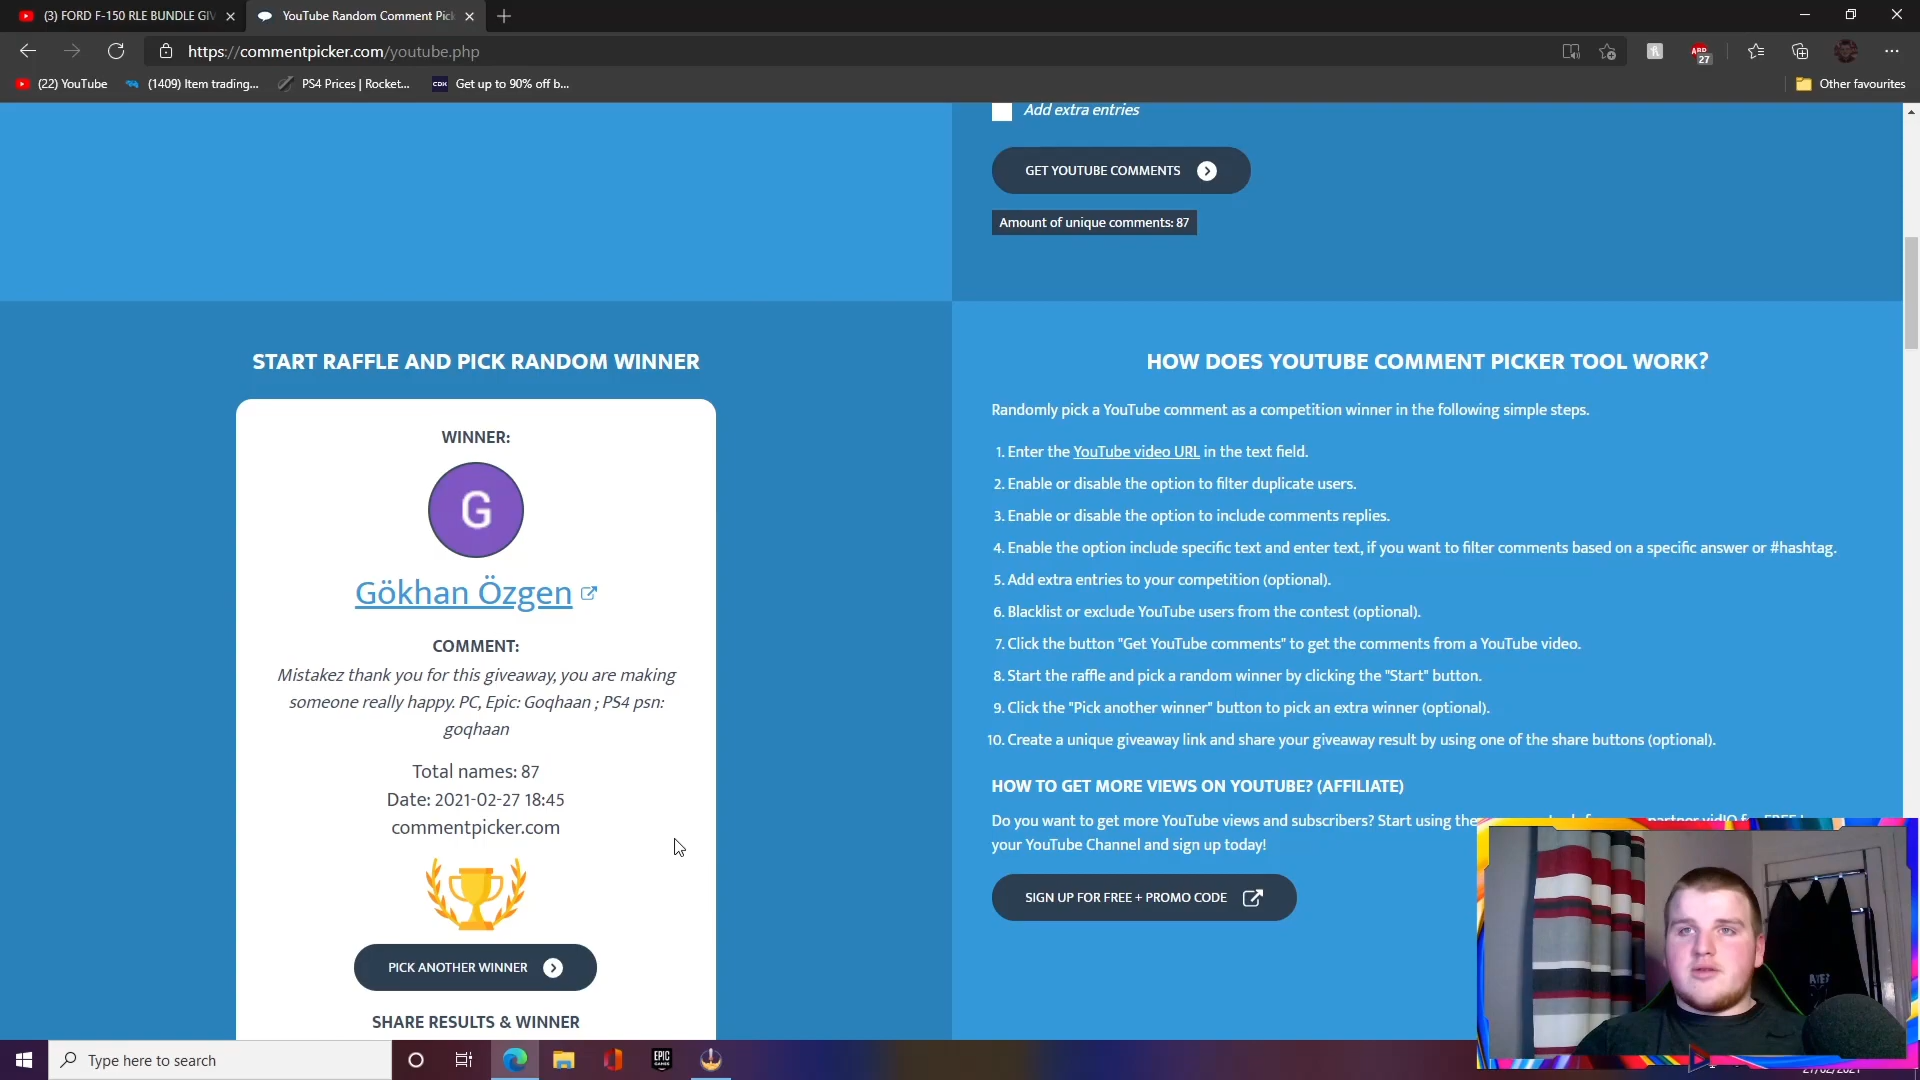 (3) FORD F-150 RLE BUNDLE GIV
YouTube Random Comment Pick
https://commentpicker.com/youtube.php
27
(22) YouTube
(1409) Item trading...
PS4 Prices | Rocket...
CDK
Get up to 90% off b...
Other favourites
Add extra entries
GET YOUTUBE COMMENTS
Amount of unique comments: 87
START RAFFLE AND PICK RANDOM WINNER
WINNER:
G
Gökhan Özgen
COMMENT:
Mistakez thank you for this giveaway, you are making
someone really happy. PC, Epic: Goqhaan ; PS4 psn:
goqhaan
Total names: 87
Date: 2021-02-27 18:45
commentpicker.com
PICK ANOTHER WINNER
SHARE RESULTS & WINNER
HOW DOES YOUTUBE COMMENT PICKER TOOL WORK?
Randomly pick a YouTube comment as a competition winner in the following simple steps.
1. Enter the YouTube video URL in the text field.
2. Enable or disable the option to filter duplicate users.
3. Enable or disable the option to include comments replies.
4. Enable the option include specific text and enter text, if you want to filter comments based on a specific answer or #hashtag.
5. Add extra entries to your competition (optional).
6. Blacklist or exclude YouTube users from the contest (optional).
7. Click the button "Get YouTube comments" to get the comments from a YouTube video.
8. Start the raffle and pick a random winner by clicking the "Start" button.
9. Click the "Pick another winner" button to pick an extra winner (optional).
10. Create a unique giveaway link and share your giveaway result by using one of the share buttons (optional).
HOW TO GET MORE VIEWS ON YOUTUBE? (AFFILIATE)
Do you want to get more YouTube views and subscribers? Start using the
your YouTube Channel and sign up today!
SIGN UP FOR FREE + PROMO CODE
Type here to search
EPIC
GAMES